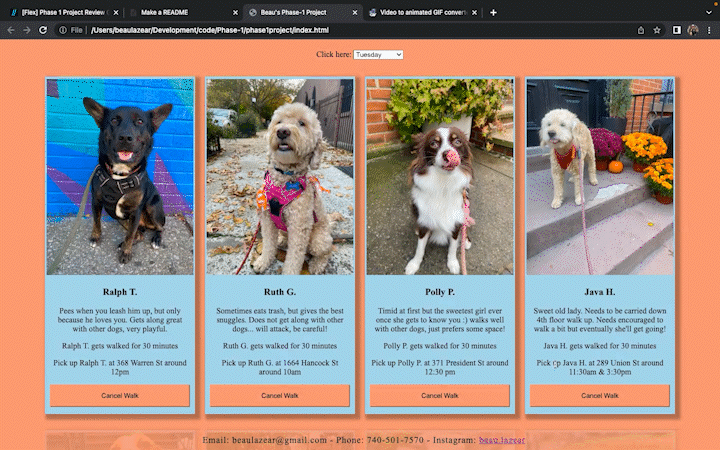 [Flex] Phase 1 Project Review
Make a README
Beau's Phase-1 Project
Video to animated GIF converte
File
/Users/beaulazear/Development/code/Phase-1/phase1project/index.html
Click here: Tuesday
Ralph T.
Pees when you leash him up, but only
because he loves you. Gets along great
with other dogs, very playful.
Ralph T. gets walked for 30 minutes
Pick up Ralph T. at 368 Warren St around
12pm
Cancel Walk
Ruth G.
Sometimes eats trash, but gives the best
snuggles. Does not get along with other
dogs... will attack, be careful!
Ruth G. gets walked for 30 minutes
Pick up Ruth G. at 1664 Hancock St
around 10am
Cancel Walk
Polly P.
Timid at first but the sweetest girl ever
once she gets to know you :) walks well
with other dogs, just prefers some space!
Polly P. gets walked for 30 minutes
Pick up Polly P. at 371 President St around
12:30 pm
Cancel Walk
Java H.
Sweet old lady. Needs to be carried down
4th floor walk up. Needs encouraged to
walk a bit but eventually she'll get going!
Java H. gets walked for 30 minutes
Pick up Java H. at 289 Union St around
11:30am & 3:30pm
Cancel Walk
Email: beaulazear@gmail.com - Phone: 740-501-7570 - Instagram: beau.lazear